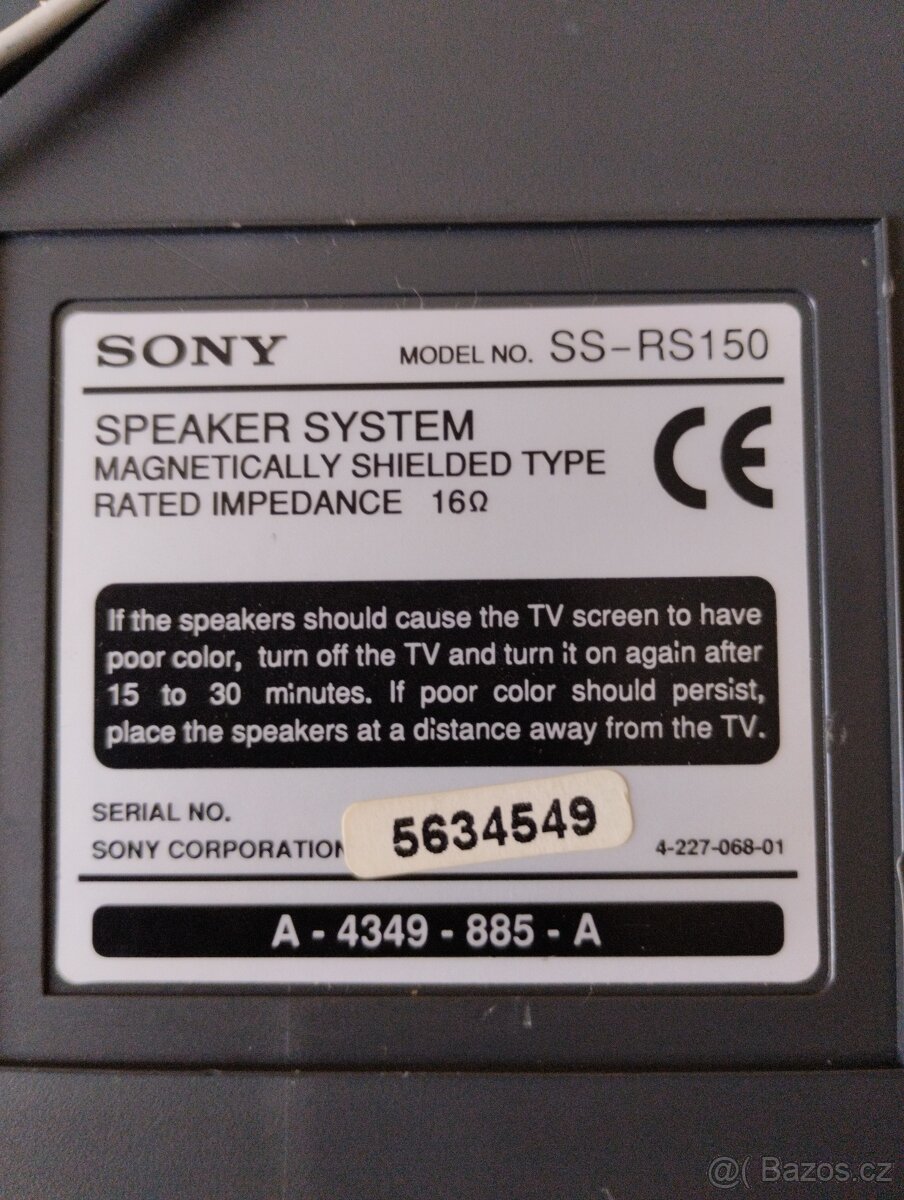 SONY MODEL NO. SS-RS150
SPEAKER SYSTEM
MAGNETICALLY SHIELDED TYPE
RATED IMPEDANCE 16Ω
CE
If the speakers should cause the TV screen to have
poor color, turn off the TV and turn it on again after
15 to 30 minutes. If poor color should persist,
place the speakers at a distance away from the TV.
SERIAL NO. 5634549
SONY CORPORATION 4-227-068-01
A - 4349 - 885 - A
@( Bazos.cz